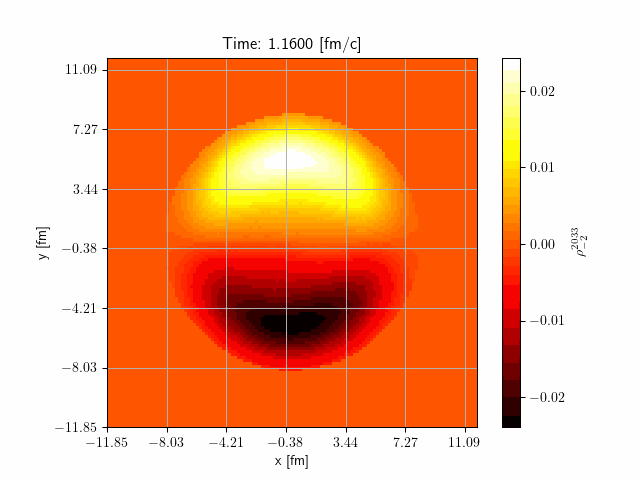 Time: 1.1600 [fm/c]
11.09
7.27
3.44
−0.38
−4.21
−8.03
−11.85
y [fm]
−11.85 −8.03 −4.21 −0.38 3.44 7.27 11.09
x [fm]
0.02
0.01
0.00
−0.01
−0.02
ρ^{2033}_{−2}